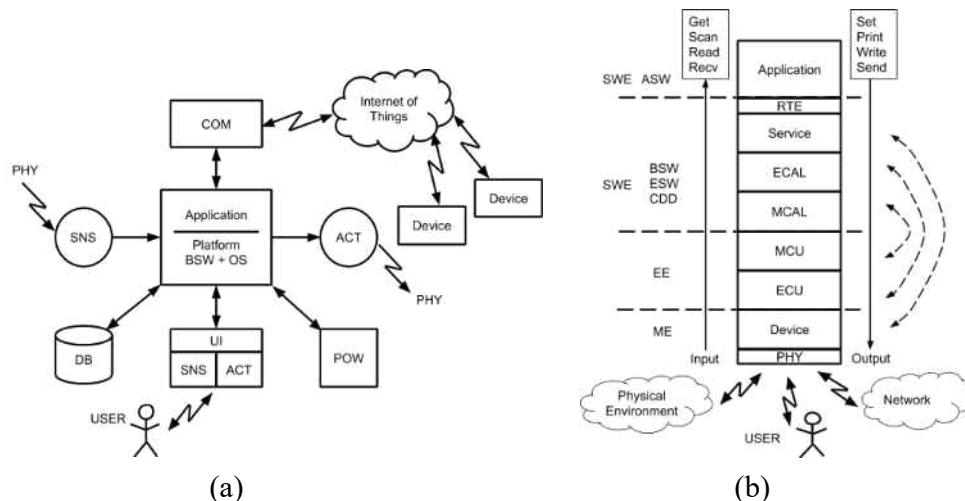 COM
Internet of
Things
PHY
Device
Device
SNS
Application
Platform
BSW + OS
ACT
PHY
DB
UI
SNS
ACT
POW
USER
(a)
Get
Scan
Read
Recv
Set
Print
Write
Send
SWE ASW
Application
RTE
Service
SWE
BSW
ESW
CDD
ECAL
MCAL
EE
MCU
ECU
ME
Device
Input
PHY
Output
Physical
Environment
Network
USER
(b)